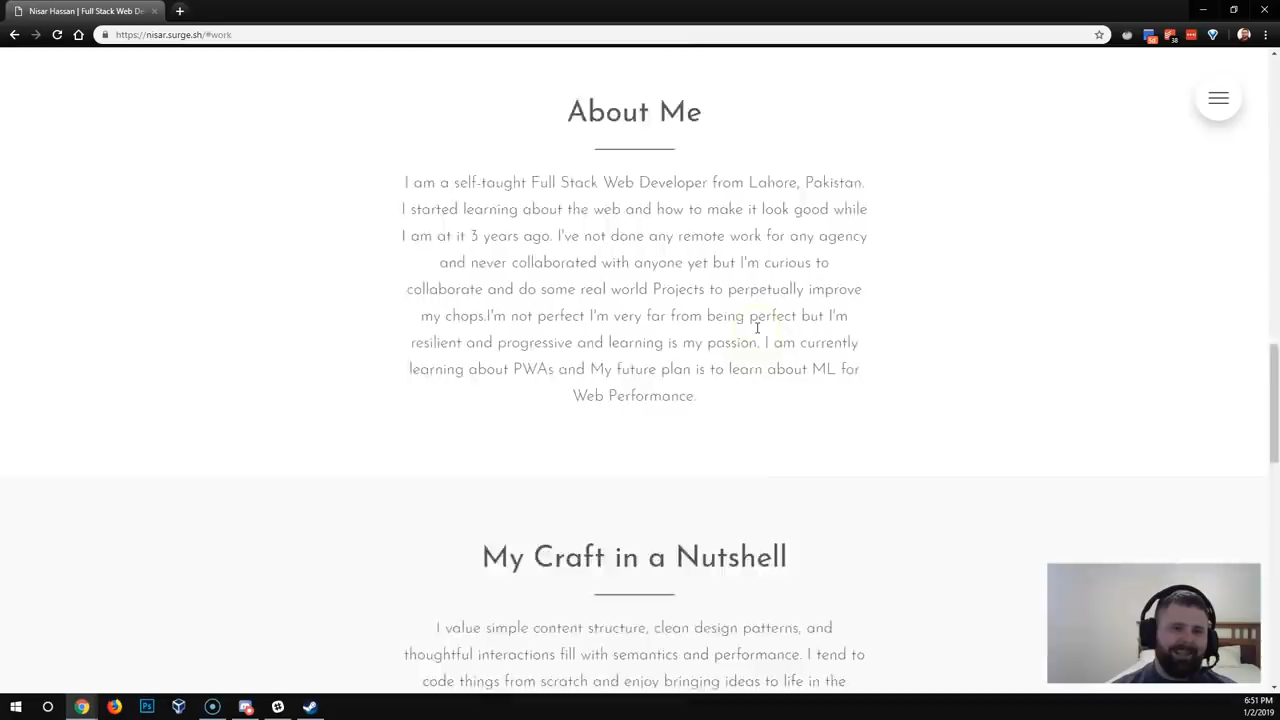 Nisar Hassan | Full Stack Web De
https://nisar.surge.sh/#work
5d
38
About Me
I am a self-taught Full Stack Web Developer from Lahore, Pakistan.
I started learning about the web and how to make it look good while
I am at it 3 years ago. I've not done any remote work for any agency
and never collaborated with anyone yet but I'm curious to
collaborate and do some real world Projects to perpetually improve
my chops.I'm not perfect I'm very far from being perfect but I'm
resilient and progressive and learning is my passion. I am currently
learning about PWAs and My future plan is to learn about ML for
Web Performance.
My Craft in a Nutshell
I value simple content structure, clean design patterns, and
thoughtful interactions fill with semantics and performance. I tend to
code things from scratch and enjoy bringing ideas to life in the
6:51 PM
1/2/2019